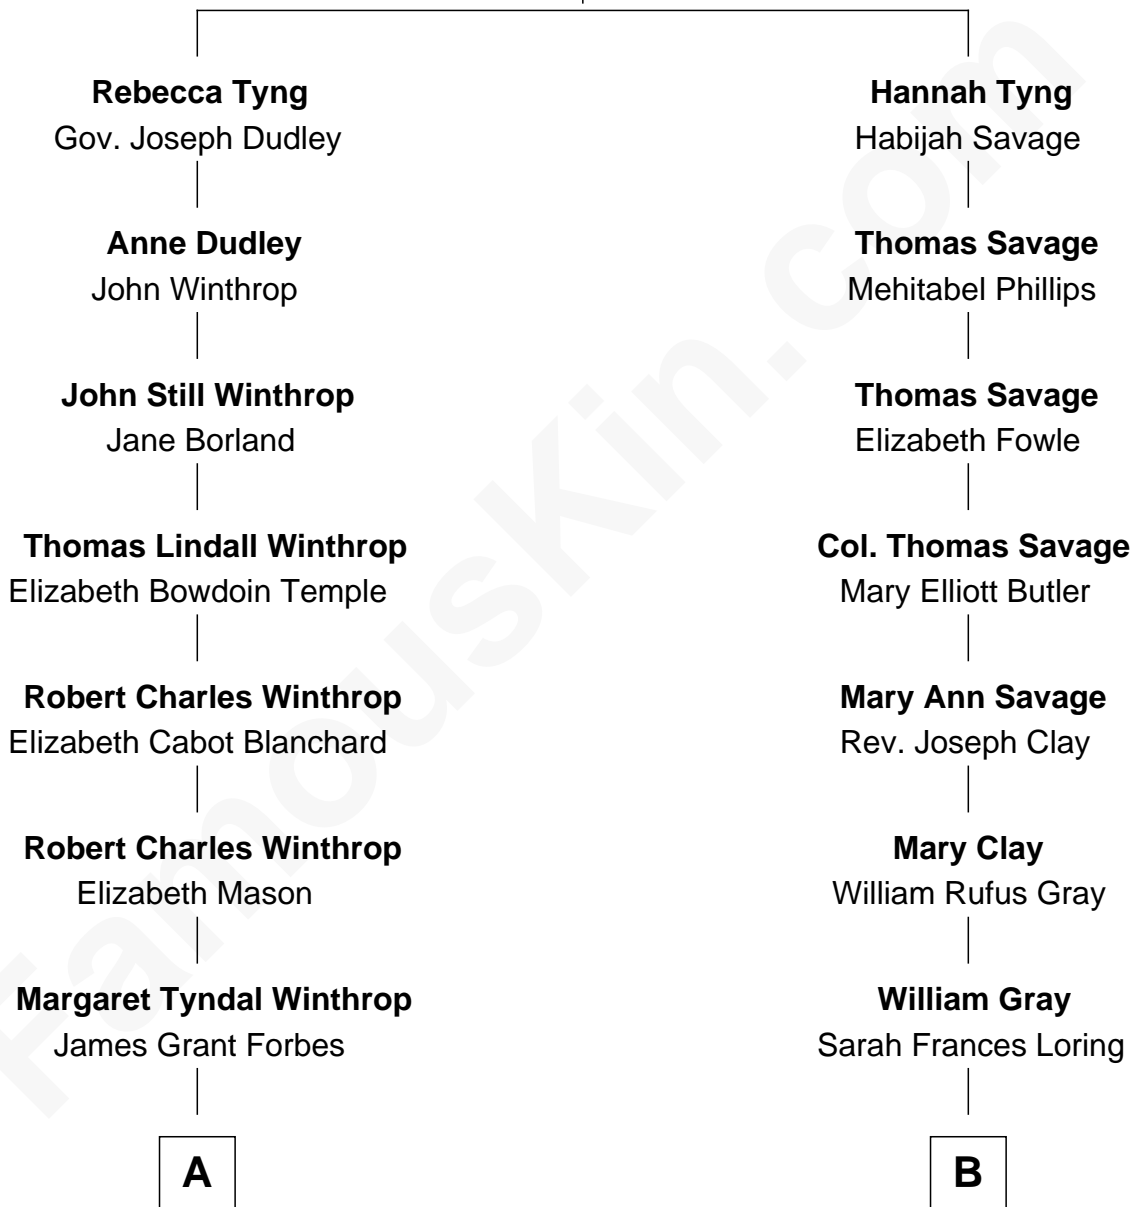 Rebecca Tyng
Gov. Joseph Dudley
Hannah Tyng
Habijah Savage
Anne Dudley
John Winthrop
Thomas Savage
Mehitabel Phillips
John Still Winthrop
Jane Borland
Thomas Savage
Elizabeth Fowle
Thomas Lindall Winthrop
Elizabeth Bowdoin Temple
Col. Thomas Savage
Mary Elliott Butler
Robert Charles Winthrop
Elizabeth Cabot Blanchard
Mary Ann Savage
Rev. Joseph Clay
Robert Charles Winthrop
Elizabeth Mason
Mary Clay
William Rufus Gray
Margaret Tyndal Winthrop
James Grant Forbes
William Gray
Sarah Frances Loring
A
B
FamousKin.com